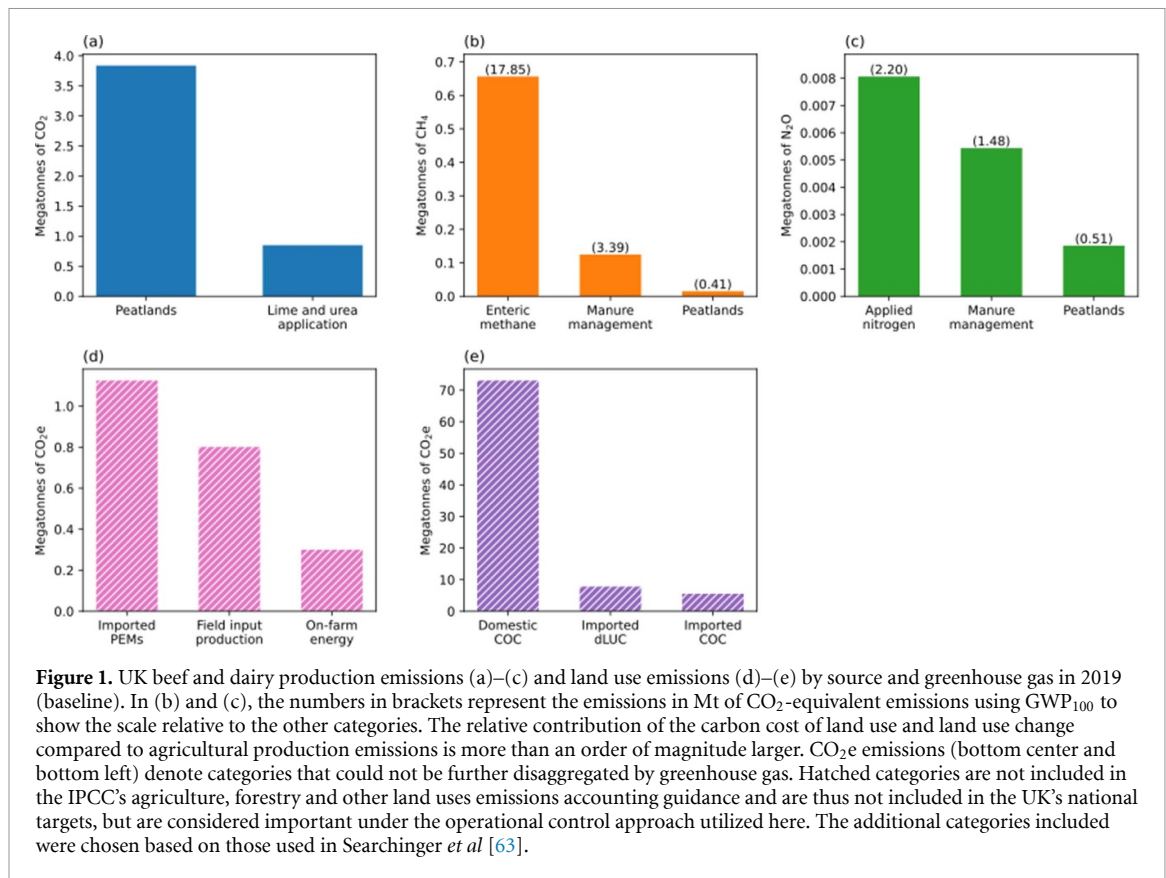 (a)
4.0
3.5
3.0
2.5
2.0
1.5
1.0
0.5
0.0
Megatonnes of CO₂
Peatlands
Lime and urea
application
(b)
0.7
0.6
0.5
0.4
0.3
0.2
0.1
0.0
Megatonnes of CH₄
(17.85)
(3.39)
(0.41)
Enteric
methane
Manure
management
Peatlands
(c)
0.008
0.007
0.006
0.005
0.004
0.003
0.002
0.001
0.000
Megatonnes of N₂O
(2.20)
(1.48)
(0.51)
Applied
nitrogen
Manure
management
Peatlands
(d)
1.0
0.8
0.6
0.4
0.2
0.0
Megatonnes of CO₂e
Imported
PEMs
Field input
production
On-farm
energy
(e)
70
60
50
40
30
20
10
0
Megatonnes of CO₂e
Domestic
COC
Imported
dLUC
Imported
COC
Figure 1. UK beef and dairy production emissions (a)–(c) and land use emissions (d)–(e) by source and greenhouse gas in 2019
(baseline). In (b) and (c), the numbers in brackets represent the emissions in Mt of CO₂-equivalent emissions using GWP₁₀₀ to
show the scale relative to the other categories. The relative contribution of the carbon cost of land use and land use change
compared to agricultural production emissions is more than an order of magnitude larger. CO₂e emissions (bottom center and
bottom left) denote categories that could not be further disaggregated by greenhouse gas. Hatched categories are not included in
the IPCC's agriculture, forestry and other land uses emissions accounting guidance and are thus not included in the UK's national
targets, but are considered important under the operational control approach utilized here. The additional categories included
were chosen based on those used in Searchinger et al [63].